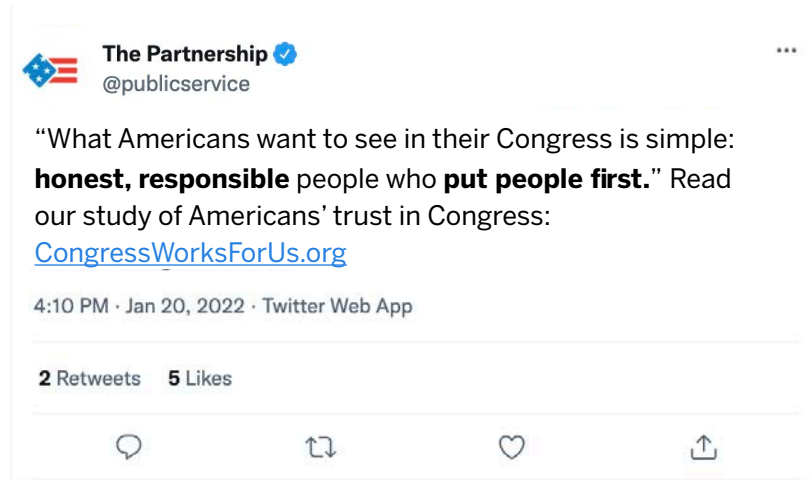 The Partnership
@publicservice
“What Americans want to see in their Congress is simple:
honest, responsible people who put people first.” Read
our study of Americans’ trust in Congress:
CongressWorksForUs.org
4:10 PM · Jan 20, 2022 · Twitter Web App
2 Retweets 5 Likes